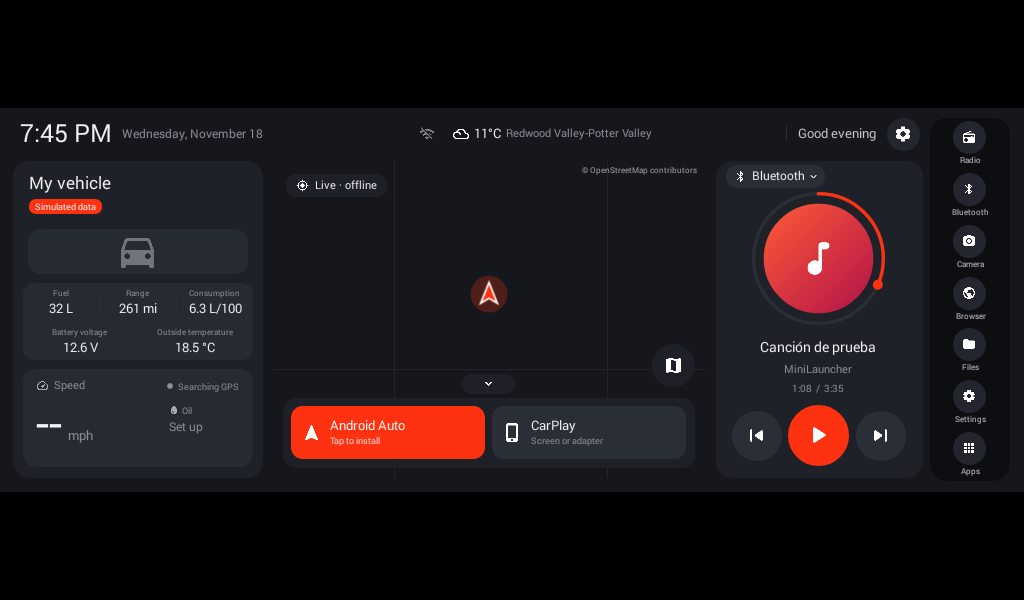 7:45 PM
Wednesday, November 18
11°C
Redwood Valley-Potter Valley
Good evening
My vehicle
Simulated data
Fuel
32 L
Range
261 mi
Consumption
6.3 L/100
Battery voltage
12.6 V
Outside temperature
18.5 °C
Speed
Searching GPS
Oil
Set up
-- mph
Live · offline
© OpenStreetMap contributors
Android Auto
Tap to install
CarPlay
Screen or adapter
Bluetooth
Canción de prueba
MiniLauncher
1:08 / 3:35
Radio
Bluetooth
Camera
Browser
Files
Settings
Apps